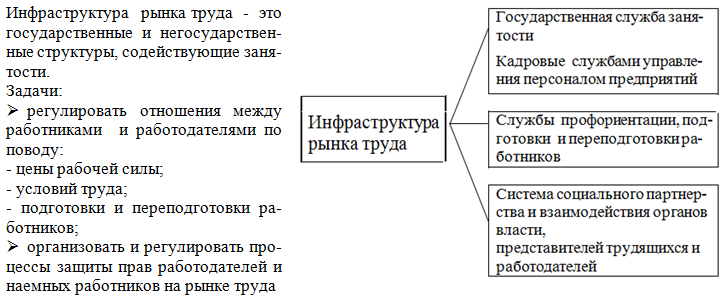 Инфраструктура рынка труда - это
государственные и негосударствен-
ные структуры, содействующие заня-
тости.
Задачи:
➢ регулировать отношения между
работниками и работодателями по
поводу:
- цены рабочей силы;
- условий труда;
- подготовки и переподготовки ра-
ботников;
➢ организовать и регулировать про-
цессы защиты прав работодателей и
наемных работников на рынке труда
Инфраструктура
рынка труда
Государственная служба заня-
тости
Кадровые службами управле-
ния персоналом предприятий
Службы профориентации, под-
готовки и переподготовки ра-
ботников
Система социального партнер-
ства и взаимодействия органов
власти,
представителей трудящихся и
работодателей